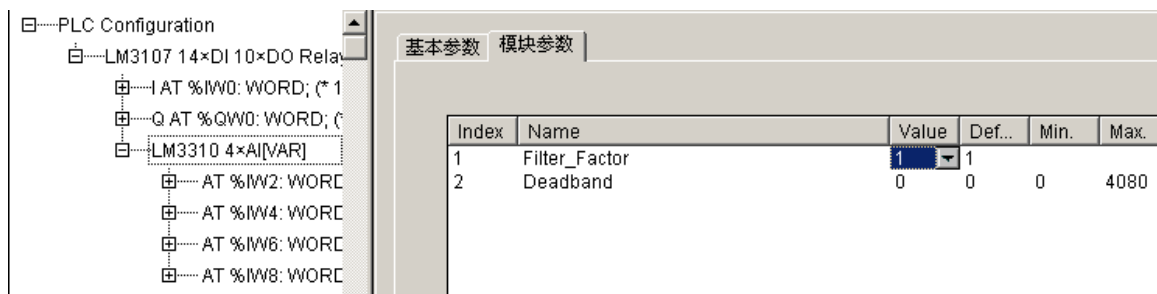 PLC Configuration
LM3107 14×DI 10×DO Relay
I AT %IW0: WORD; (* 1
Q AT %QW0: WORD; (*
LM3310 4×AI[VAR]
AT %IW2: WORD
AT %IW4: WORD
AT %IW6: WORD
AT %IW8: WORD
基本参数 模块参数
Index Name Value Def... Min. Max.
1 Filter_Factor 1 1
2 Deadband 0 0 0 4080